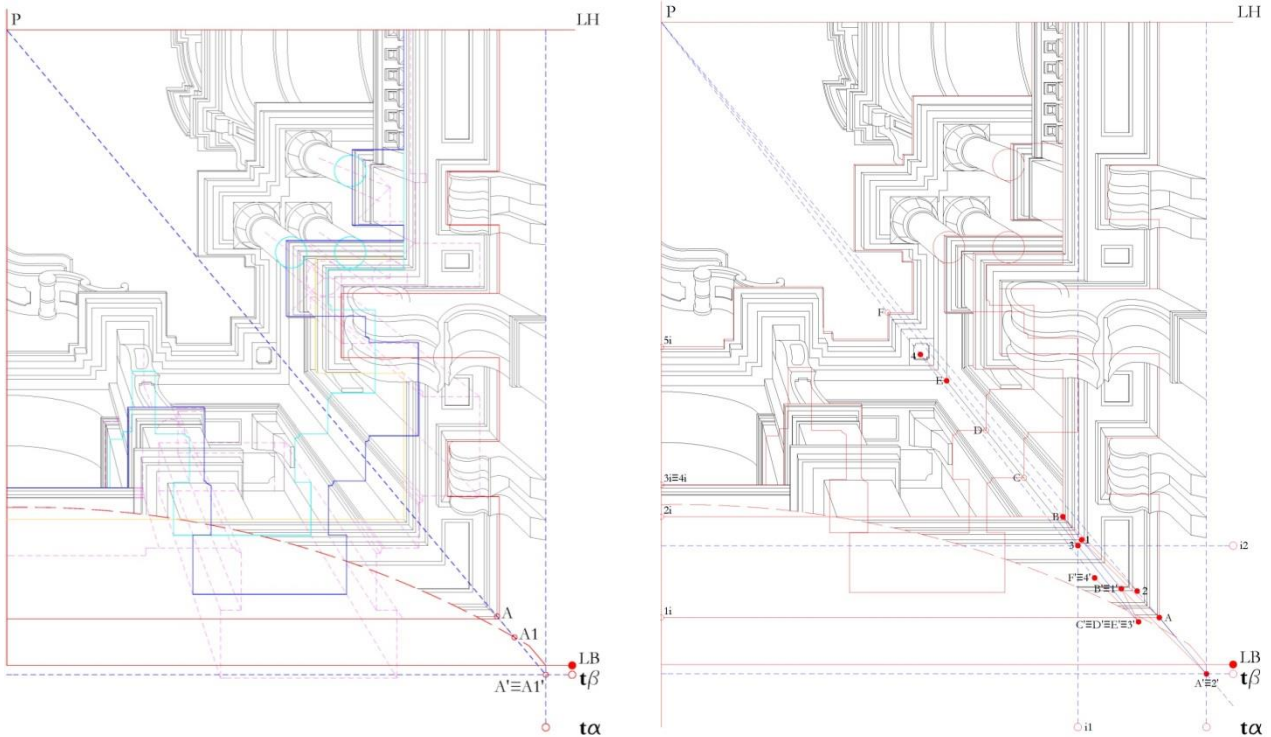 P
LH
A
A1
LB
A'≡A1'
tβ
tα
P
LH
F
5i
4
E
D
C
3i≡4i
2i
B
1
3
i2
F'≡4'
B'≡1'
2
1i
C'≡D'≡E'≡3'
A
LB
A'≡2'
tβ
i1
tα